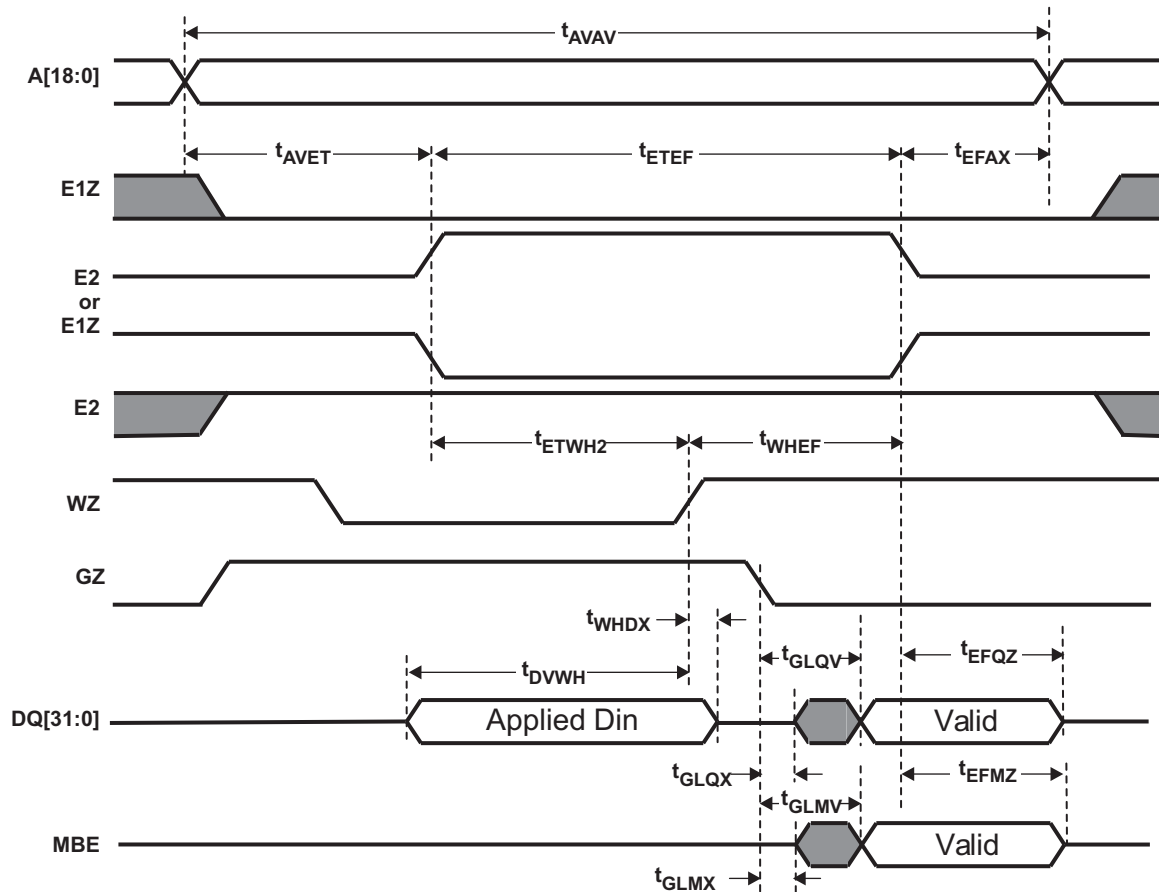 tAVAV
A[18:0]
tAVET
tETEF
tEFAX
E1Z
E2
or
E1Z
E2
tETWH2
tWHEF
WZ
GZ
tWHDX
tGLQV
tEFQZ
tDVWH
DQ[31:0]
Applied Din
Valid
tGLQX
tEFMZ
tGLMV
MBE
Valid
tGLMX